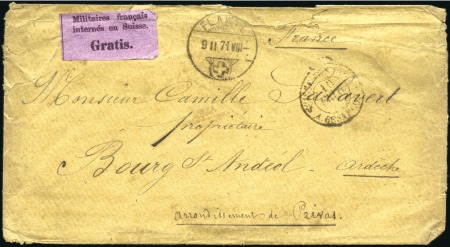 Militaires français
internés en Suisse.
Gratis.
9 II 71 VIII
France
Monsieur Camille
propriétaire
Bourg St Andéol
Ardèche
arrondissement de Privas.